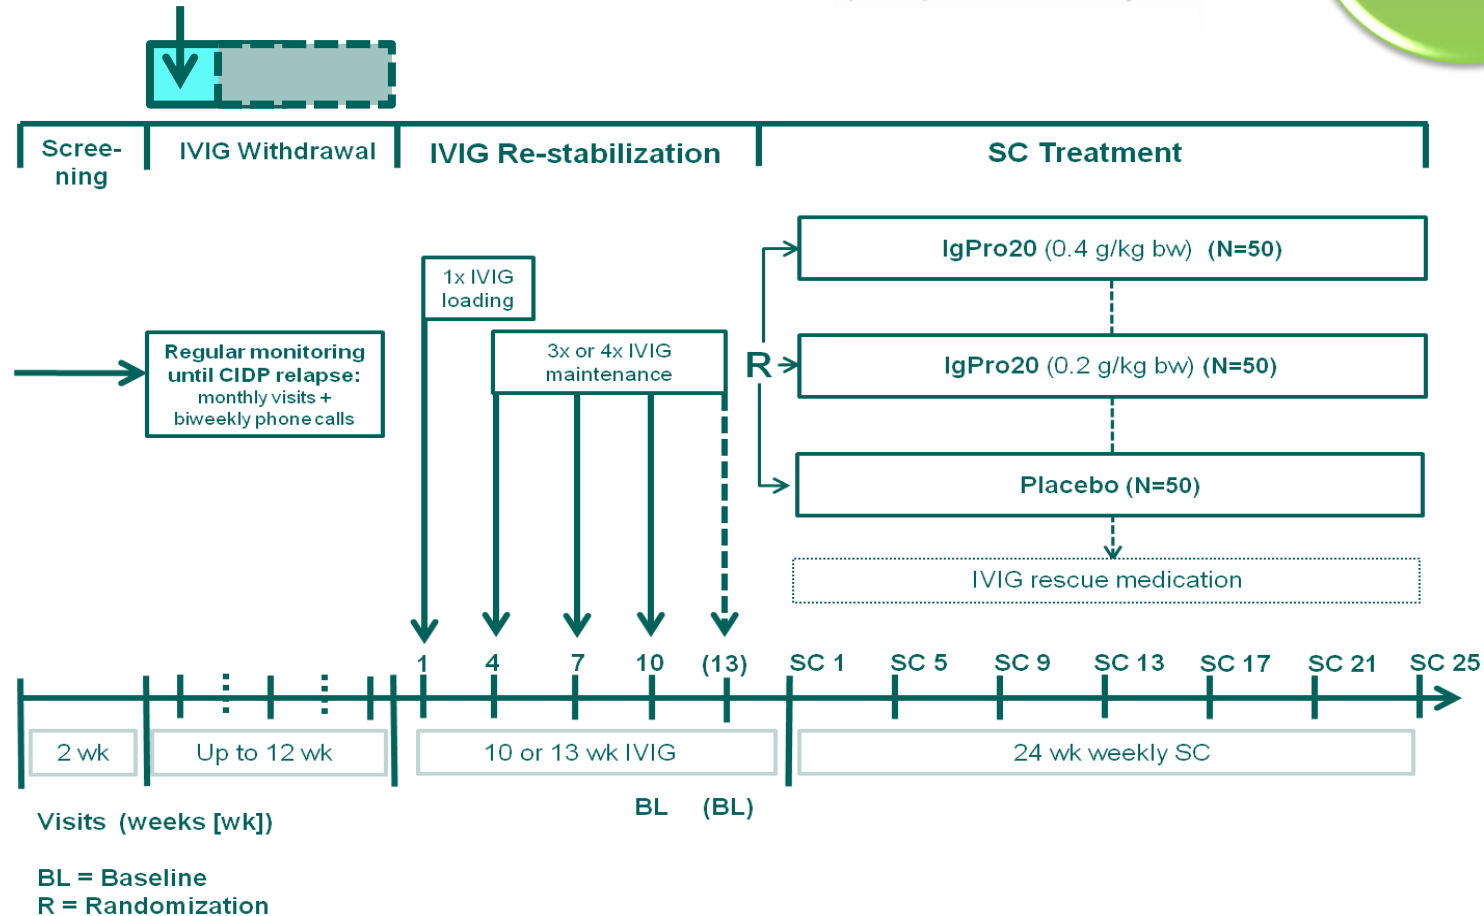 Scree-
ning
IVIG Withdrawal
IVIG Re-stabilization
SC Treatment
IgPro20 (0.4 g/kg bw) (N=50)
1x IVIG
loading
Regular monitoring
until CIDP relapse:
monthly visits +
biweekly phone calls
3x or 4x IVIG
maintenance
R
IgPro20 (0.2 g/kg bw) (N=50)
Placebo (N=50)
IVIG rescue medication
1 4 7 10 (13) SC 1 SC 5 SC 9 SC 13 SC 17 SC 21 SC 25
2 wk
Up to 12 wk
10 or 13 wk IVIG
24 wk weekly SC
BL (BL)
Visits (weeks [wk])
BL = Baseline
R = Randomization